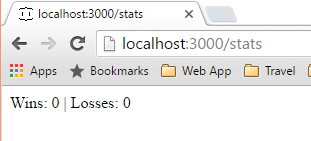 localhost:3000/stats
localhost:3000/stats
Apps Bookmarks Web App Travel
Wins: 0 | Losses: 0